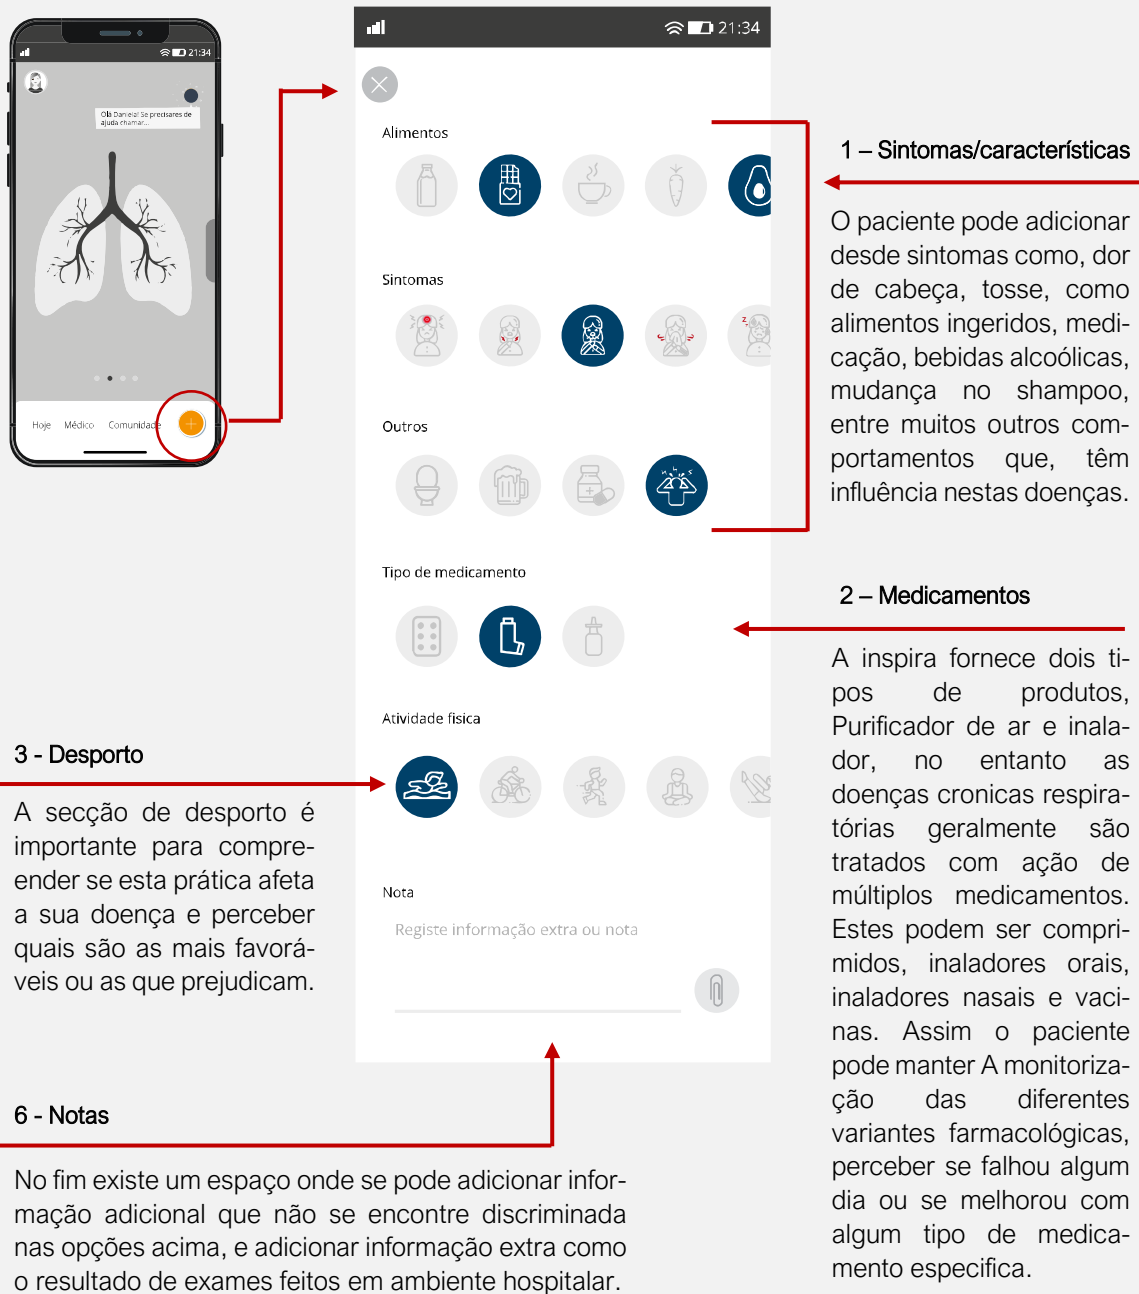 21:34
Olá Daniela! Se precisares de
ajuda chamar...
Hoje Médico Comunidade
21:34
Alimentos
Sintomas
Outros
Tipo de medicamento
Atividade fisica
Nota
Registe informação extra ou nota
1 – Sintomas/características
O paciente pode adicionar
desde sintomas como, dor
de cabeça, tosse, como
alimentos ingeridos, medi-
cação, bebidas alcoólicas,
mudança no shampoo,
entre muitos outros com-
portamentos que, têm
influência nestas doenças.
2 – Medicamentos
A inspira fornece dois ti-
pos de produtos,
Purificador de ar e inala-
dor, no entanto as
doenças cronicas respira-
tórias geralmente são
tratados com ação de
múltiplos medicamentos.
Estes podem ser compri-
midos, inaladores orais,
inaladores nasais e vaci-
nas. Assim o paciente
pode manter A monitoriza-
ção das diferentes
variantes farmacológicas,
perceber se falhou algum
dia ou se melhorou com
algum tipo de medica-
mento especifica.
3 - Desporto
A secção de desporto é
importante para compre-
ender se esta prática afeta
a sua doença e perceber
quais são as mais favorá-
veis ou as que prejudicam.
6 - Notas
No fim existe um espaço onde se pode adicionar infor-
mação adicional que não se encontre discriminada
nas opções acima, e adicionar informação extra como
o resultado de exames feitos em ambiente hospitalar.